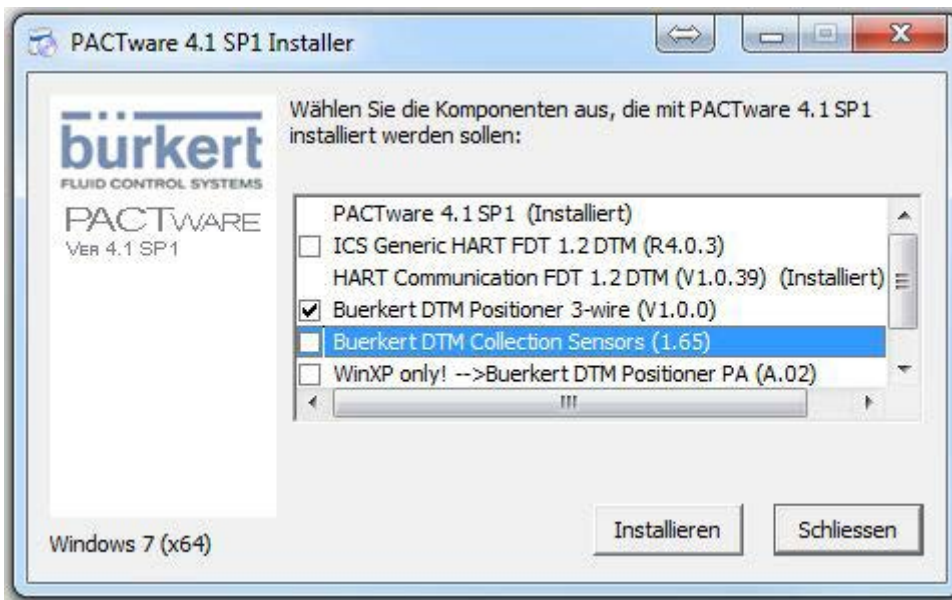 PACTware 4.1 SP1 Installer
bürkert
FLUID CONTROL SYSTEMS
PACTWARE
VER 4.1 SP1
Wählen Sie die Komponenten aus, die mit PACTware 4.1 SP1
installiert werden sollen:
PACTware 4.1 SP1 (Installiert)
ICS Generic HART FDT 1.2 DTM (R4.0.3)
HART Communication FDT 1.2 DTM (V1.0.39) (Installiert)
Buerkert DTM Positioner 3-wire (V1.0.0)
Buerkert DTM Collection Sensors (1.65)
WinXP only! -->Buerkert DTM Positioner PA (A.02)
Windows 7 (x64)
Installieren
Schliessen